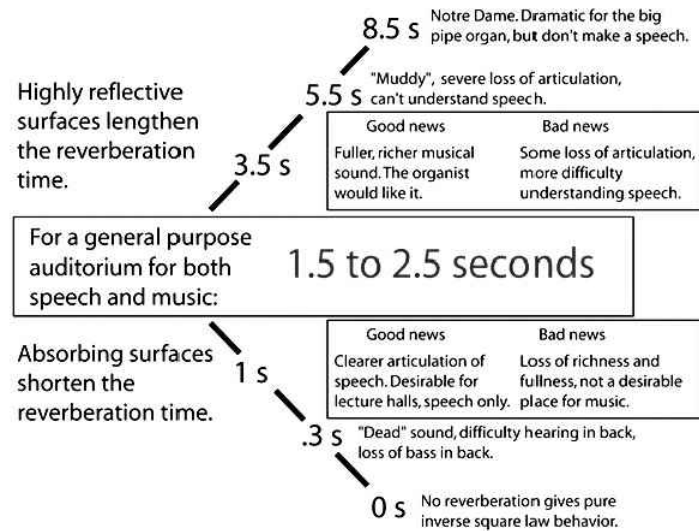 8.5 s
Notre Dame. Dramatic for the big
pipe organ, but don't make a speech.
5.5 s
"Muddy", severe loss of articulation,
can't understand speech.
Highly reflective
surfaces lengthen
the reverberation
time.
3.5 s
Good news
Fuller, richer musical
sound. The organist
would like it.
Bad news
Some loss of articulation,
more difficulty
understanding speech.
For a general purpose
auditorium for both
speech and music:
1.5 to 2.5 seconds
Absorbing surfaces
shorten the
reverberation time.
1 s
Good news
Clearer articulation of
speech. Desirable for
lecture halls, speech only.
Bad news
Loss of richness and
fullness, not a desirable
place for music.
.3 s
"Dead" sound, difficulty hearing in back,
loss of bass in back.
0 s
No reverberation gives pure
inverse square law behavior.